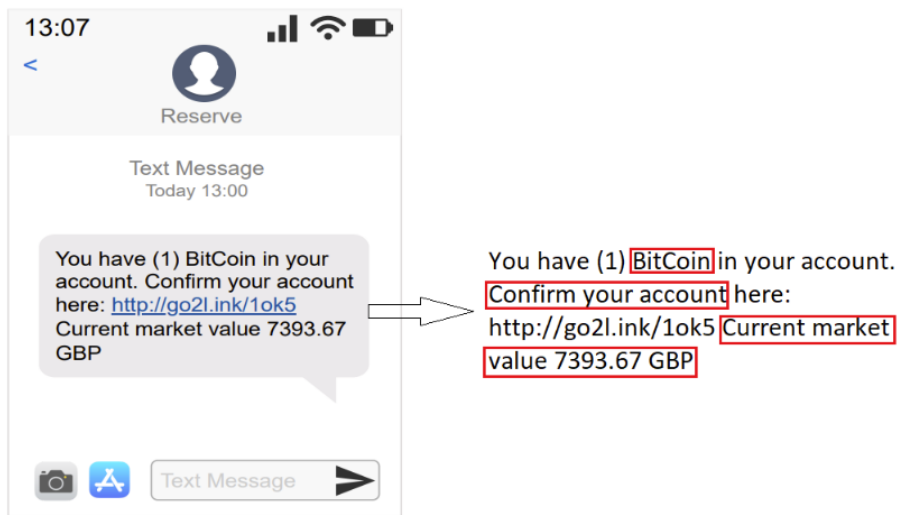 13:07
<
Reserve
Text Message
Today 13:00
You have (1) BitCoin in your
account. Confirm your account
here: http://go2l.ink/1ok5
Current market value 7393.67
GBP
Text Message
You have (1) BitCoin in your account.
Confirm your account here:
http://go2l.ink/1ok5 Current market
value 7393.67 GBP